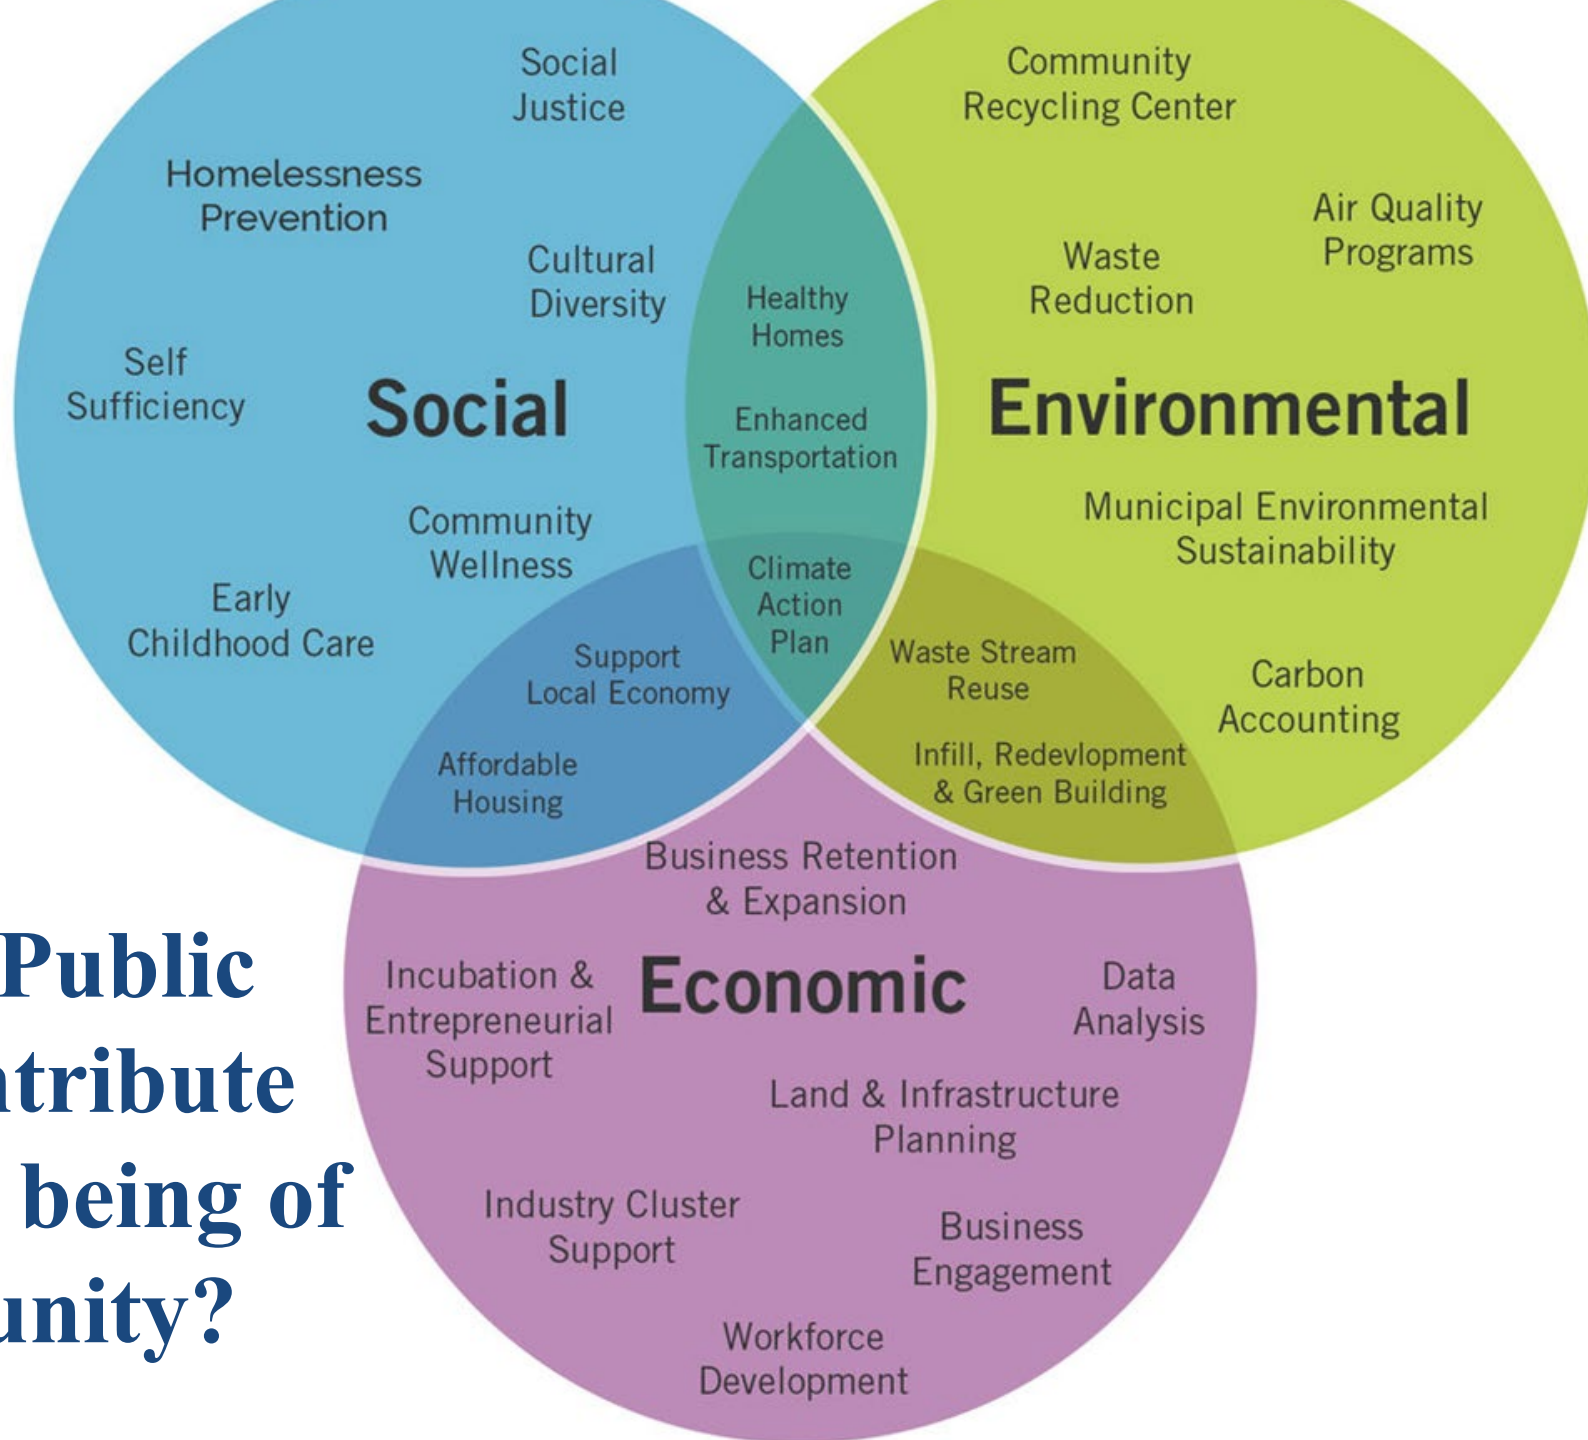 Social
Justice
Homelessness
Prevention
Cultural
Diversity
Self
Sufficiency
Social
Community
Wellness
Early
Childhood Care
Healthy
Homes
Enhanced
Transportation
Climate
Action
Plan
Community
Recycling Center
Air Quality
Programs
Waste
Reduction
Environmental
Municipal Environmental
Sustainability
Carbon
Accounting
Support
Local Economy
Affordable
Housing
Waste Stream
Reuse
Infill, Redevlopment
& Green Building
Business Retention
& Expansion
Incubation &
Entrepreneurial
Support
Economic
Data
Analysis
Land & Infrastructure
Planning
Industry Cluster
Support
Business
Engagement
Workforce
Development
Public
tribute
being of
unity?